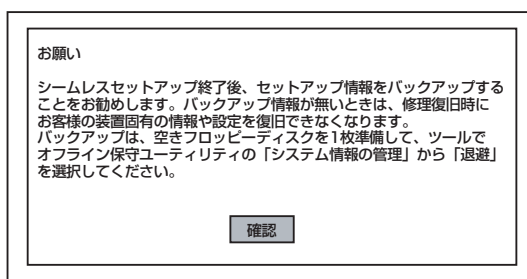 お願い
シームレスセットアップ終了後、セットアップ情報をバックアップする
ことをお勧めします。バックアップ情報が無いときは、修理復旧時に
お客様の装置固有の情報や設定を復旧できなくなります。
バックアップは、空きフロッピーディスクを1枚準備して、ツールで
オフライン保守ユーティリティの「システム情報の管理」から「退避」
を選択してください。
確認